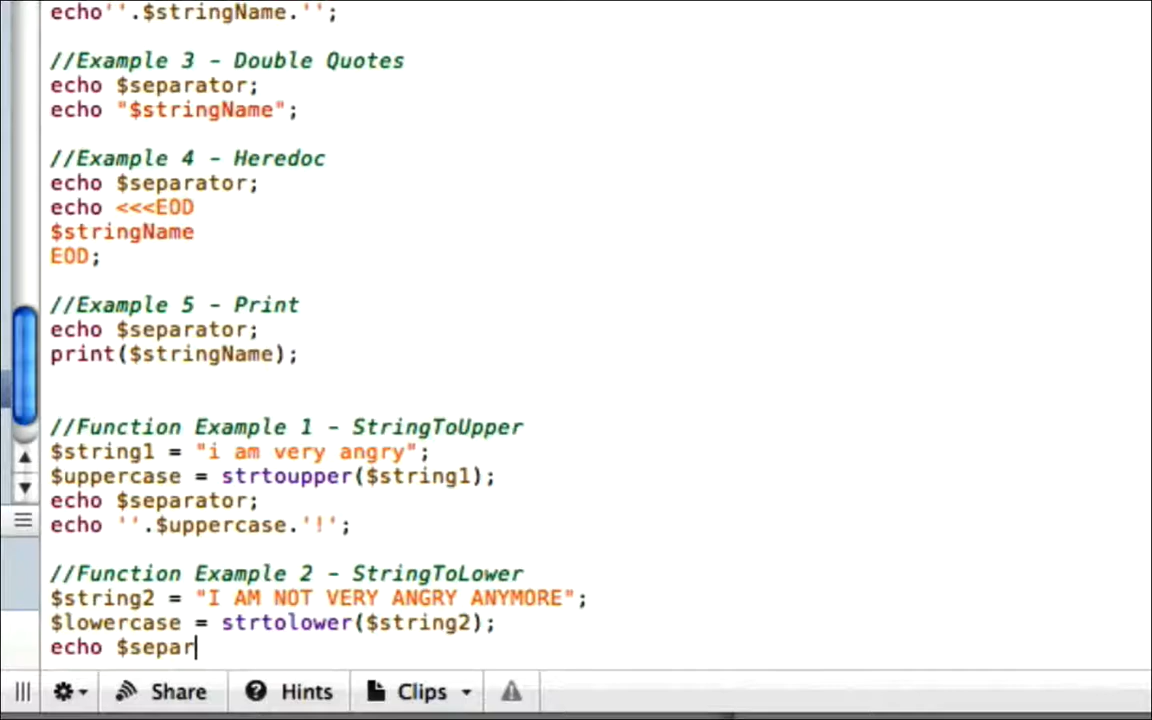 echo''.$stringName.'';
//Example 3 - Double Quotes
echo $separator;
echo "$stringName";
//Example 4 - Heredoc
echo $separator;
echo <<<EOD
$stringName
EOD;
//Example 5 - Print
echo $separator;
print($stringName);
//Function Example 1 - StringToUpper
$string1 = "i am very angry";
$uppercase = strtoupper($string1);
echo $separator;
echo ''.$uppercase.'!';
//Function Example 2 - StringToLower
$string2 = "I AM NOT VERY ANGRY ANYMORE";
$lowercase = strtolower($string2);
echo $separ
Share Hints Clips